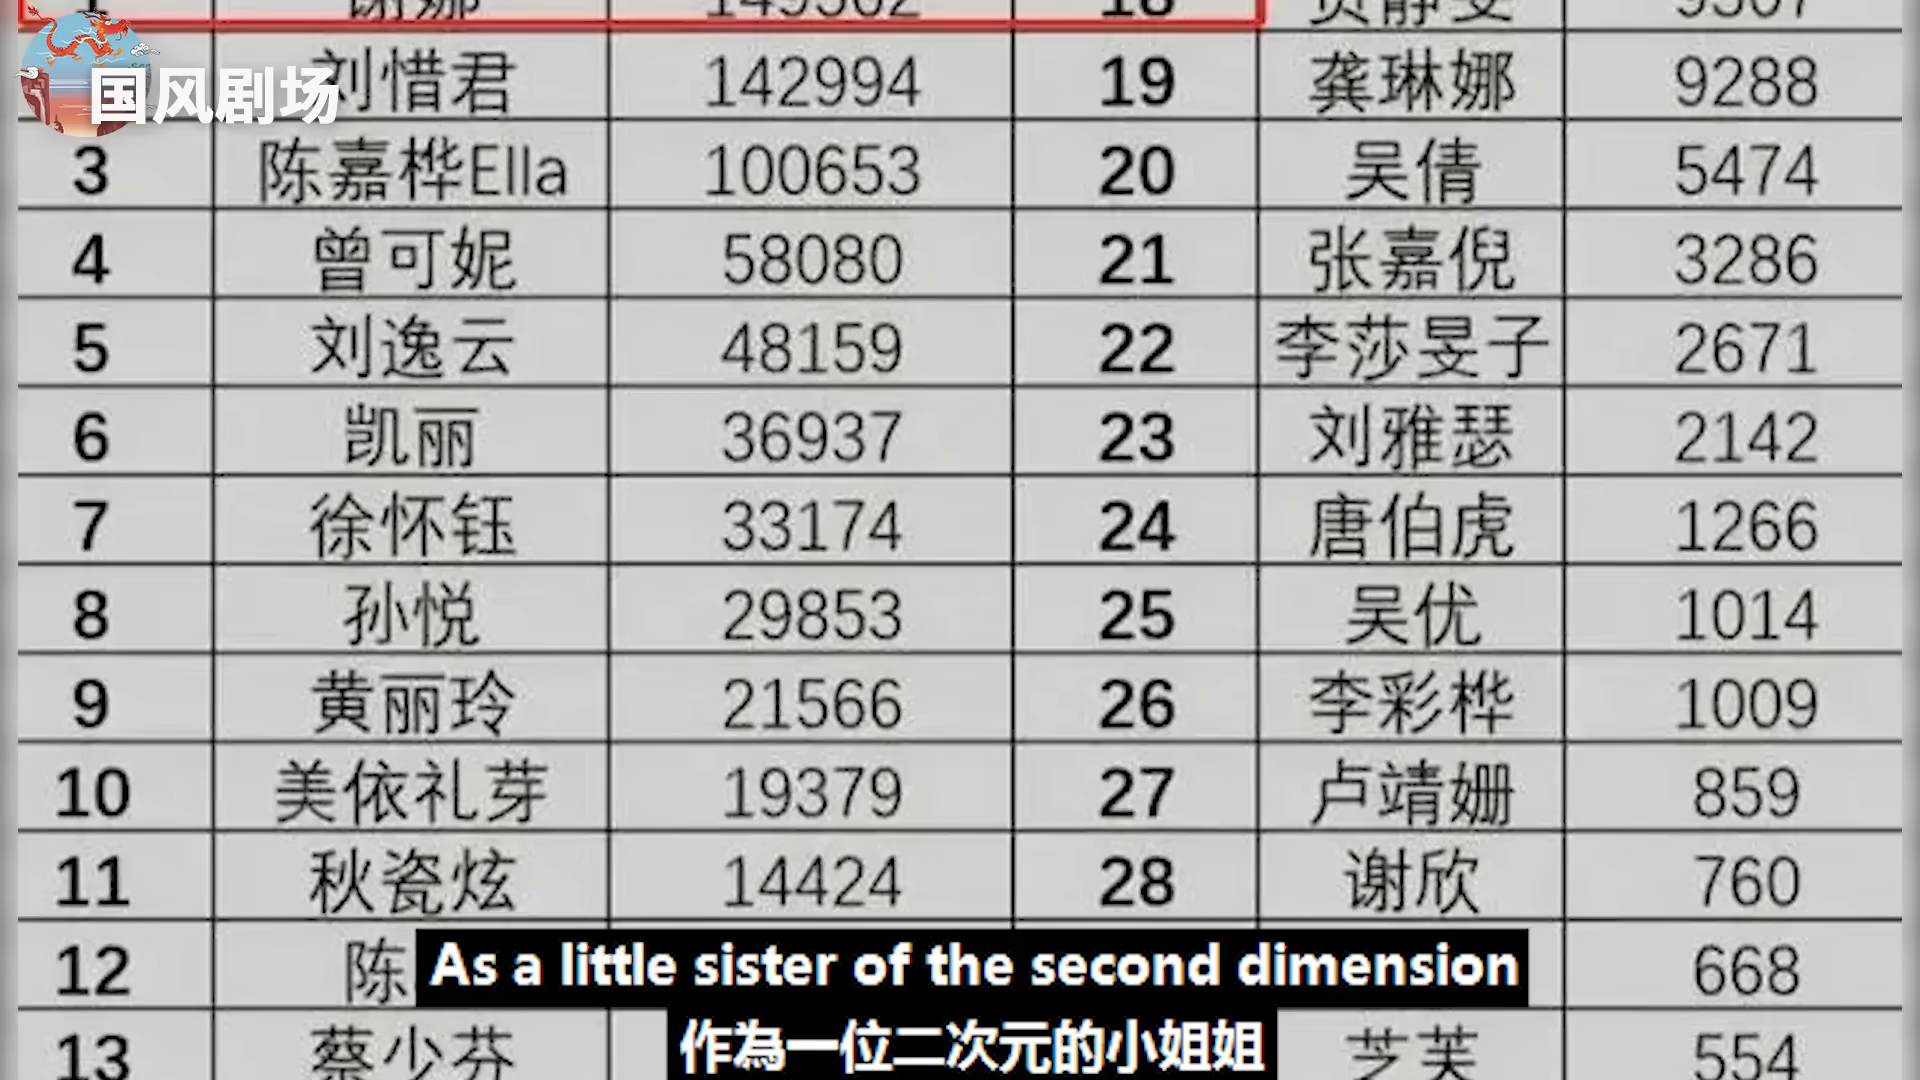 国风剧场
刘惜君 142994 19 龚琳娜 9288
3 陈嘉桦Ella 100653 20 吴倩 5474
4 曾可妮 58080 21 张嘉倪 3286
5 刘逸云 48159 22 李莎旻子 2671
6 凯丽 36937 23 刘雅瑟 2142
7 徐怀钰 33174 24 唐伯虎 1266
8 孙悦 29853 25 吴优 1014
9 黄丽玲 21566 26 李彩桦 1009
10 美依礼芽 19379 27 卢靖姗 859
11 秋瓷炫 14424 28 谢欣 760
12 陈 668
13 蔡少芬 芝芙 554
As a little sister of the second dimension
作為一位二次元的小姐姐